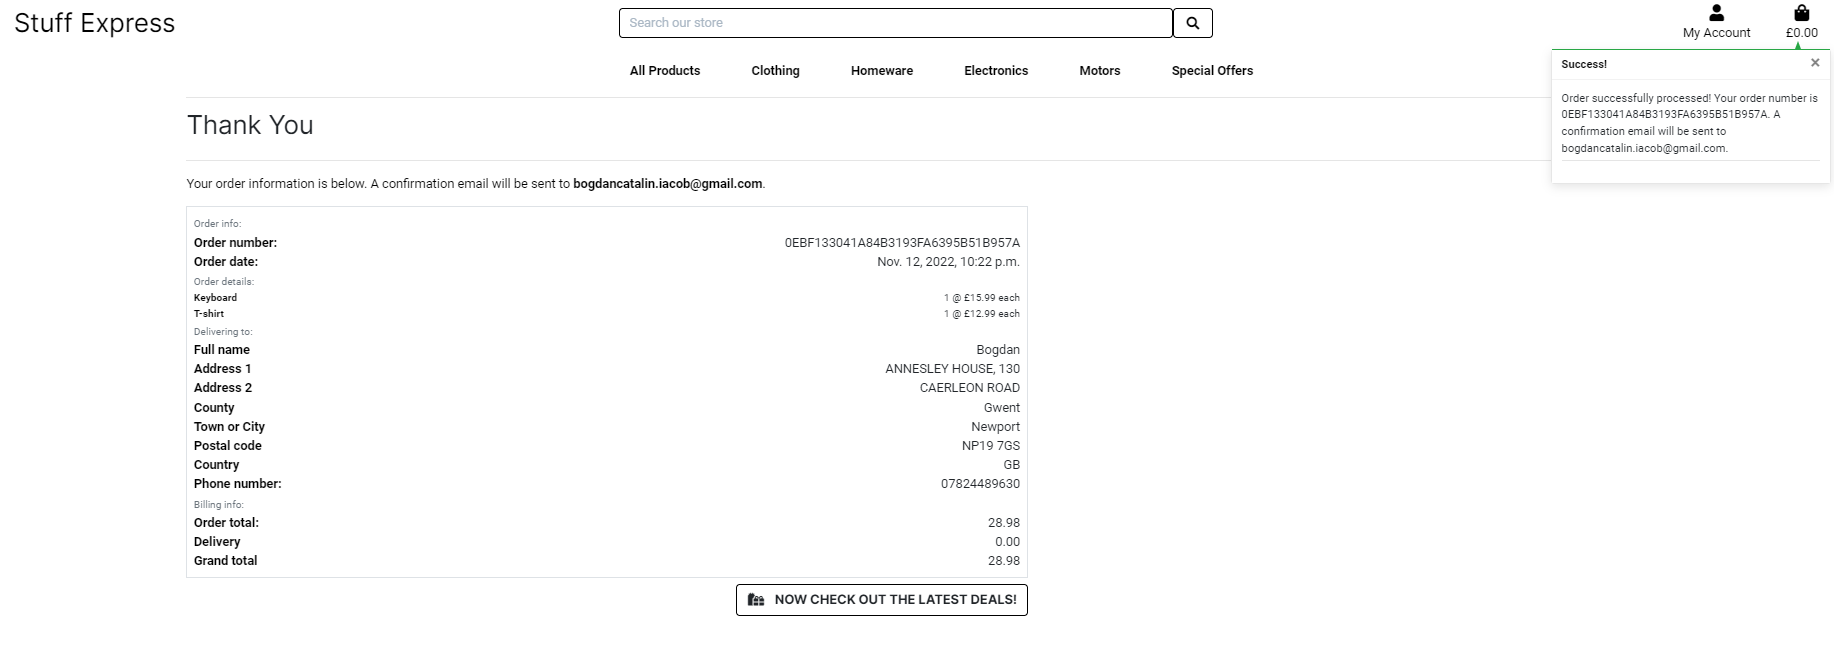 Stuff Express
Search our store
My Account
£0.00
All Products Clothing Homeware Electronics Motors Special Offers
Success! ×
Order successfully processed! Your order number is
0EBF133041A84B3193FA6395B51B957A. A
confirmation email will be sent to
bogdancatalin.iacob@gmail.com.
Thank You
Your order information is below. A confirmation email will be sent to bogdancatalin.iacob@gmail.com.
Order info:
Order number: 0EBF133041A84B3193FA6395B51B957A
Order date: Nov. 12, 2022, 10:22 p.m.
Order details:
Keyboard 1 @ £15.99 each
T-shirt 1 @ £12.99 each
Delivering to:
Full name Bogdan
Address 1 ANNESLEY HOUSE, 130
Address 2 CAERLEON ROAD
County Gwent
Town or City Newport
Postal code NP19 7GS
Country GB
Phone number: 07824489630
Billing info:
Order total: 28.98
Delivery 0.00
Grand total 28.98
NOW CHECK OUT THE LATEST DEALS!